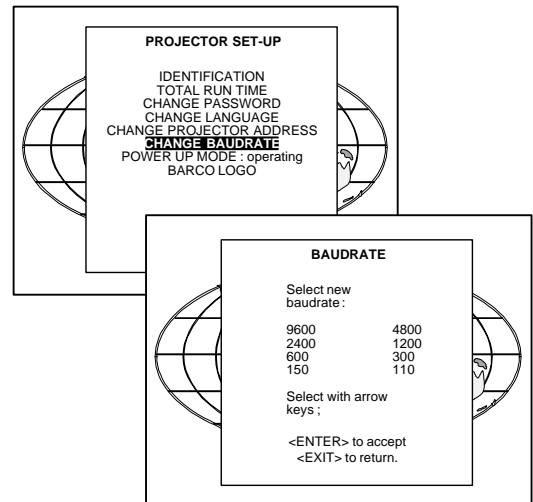 PROJECTOR SET-UP
IDENTIFICATION
TOTAL RUN TIME
CHANGE PASSWORD
CHANGE LANGUAGE
CHANGE PROJECTOR ADDRESS
CHANGE BAUDRATE
POWER UP MODE : operating
BARCO LOGO
BAUDRATE
Select new
baudrate :
9600 4800
2400 1200
600 300
150 110
Select with arrow
keys ;
<ENTER> to accept
<EXIT> to return.